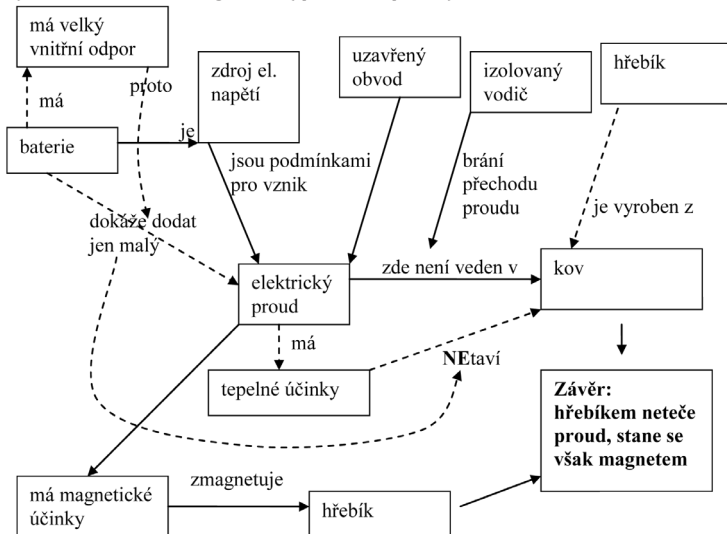 má velký
vnitřní odpor
zdroj el.
napětí
uzavřený
obvod
izolovaný
vodič
hřebík
má
proto
je
baterie
jsou podmínkami
pro vznik
brání
přechodu
proudu
je vyroben z
dokáže dodat
jen malý
elektrický
proud
zde není veden v
kov
má
NEtaví
tepelné účinky
Závěr:
hřebíkem neteče
proud, stane se
však magnetem
má magnetické
účinky
zmagnetuje
hřebík